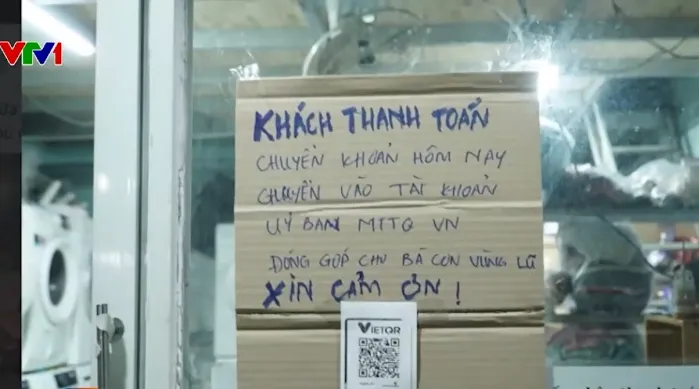 VTV1
KHÁCH THANH TOÁN
CHUYỂN KHOẢN HÔM NAY
CHUYỂN VÀO TÀI KHOẢN
UỶ BAN MTTQ VN
ĐÓNG GÓP CHO BÀ CON VÙNG LŨ
XIN CẢM ƠN !
VIETQR